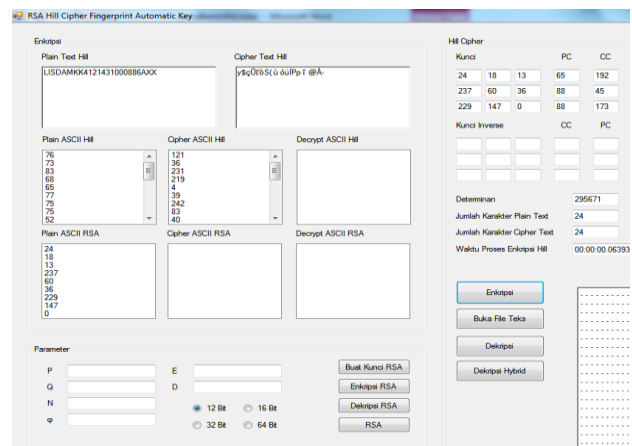 RSA Hill Cipher Fingerprint Automatic Key
Enkripsi
Plain Text Hill
Cipher Text Hill
LISDAMKK4121431000886AXX
Plain ASCII Hill
Cipher ASCII Hill
Decrypt ASCII Hill
76
73
83
68
65
77
75
75
52
121
36
231
219
4
39
242
83
40
Plain ASCII RSA
Cipher ASCII RSA
Decrypt ASCII RSA
24
18
13
237
60
36
229
147
0
Parameter
P
E
Q
D
N
φ
12 Bit
16 Bit
32 Bit
64 Bit
Buat Kunci RSA
Enkripsi RSA
Dekripsi RSA
RSA
Hill Cipher
Kunci PC CC
24 18 13 65 192
237 60 36 88 45
229 147 0 88 173
Kunci Inverse CC PC
Determinan 295671
Jumlah Karakter Plain Text 24
Jumlah Karakter Cipher Text 24
Waktu Proses Enkripsi Hill 00:00:00.06393
Enkripsi
Buka File Teks
Dekripsi
Dekripsi Hybrid